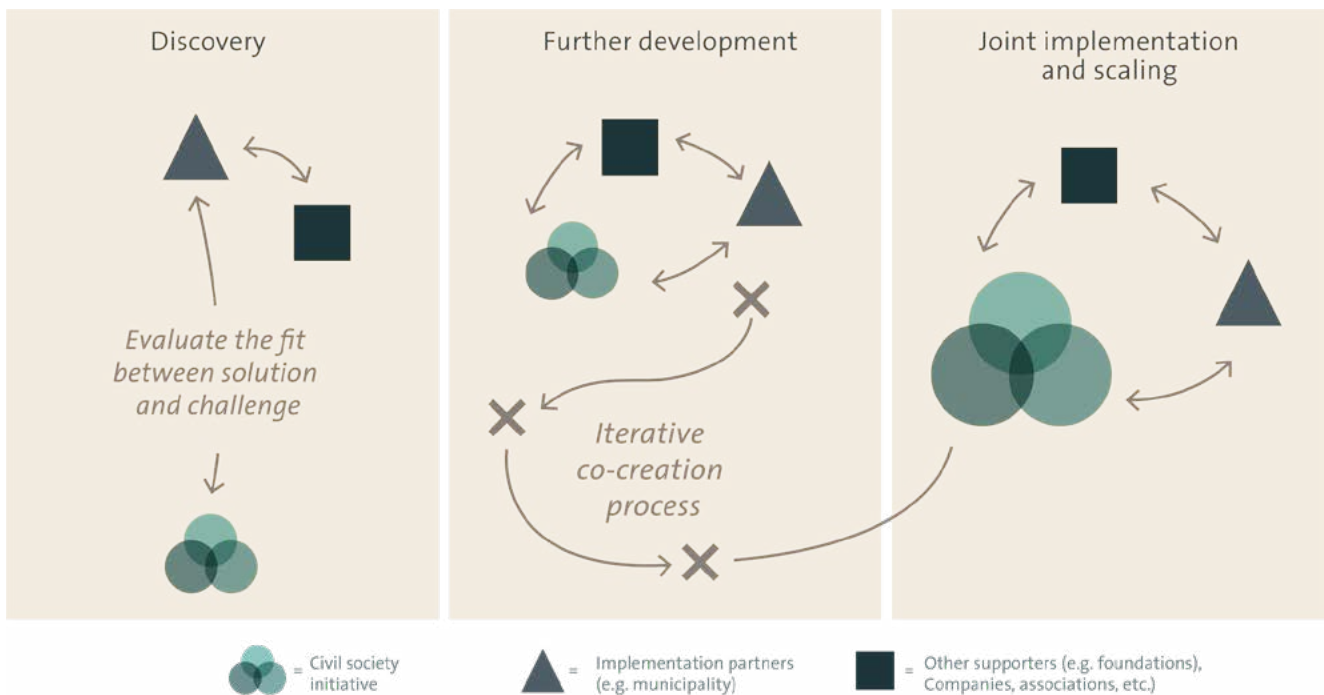 Discovery
Evaluate the fit
between solution
and challenge
Further development
Iterative
co-creation
process
Joint implementation
and scaling
= Civil society
initiative
= Implementation partners
(e.g. municipality)
= Other supporters (e.g. foundations),
Companies, associations, etc.)